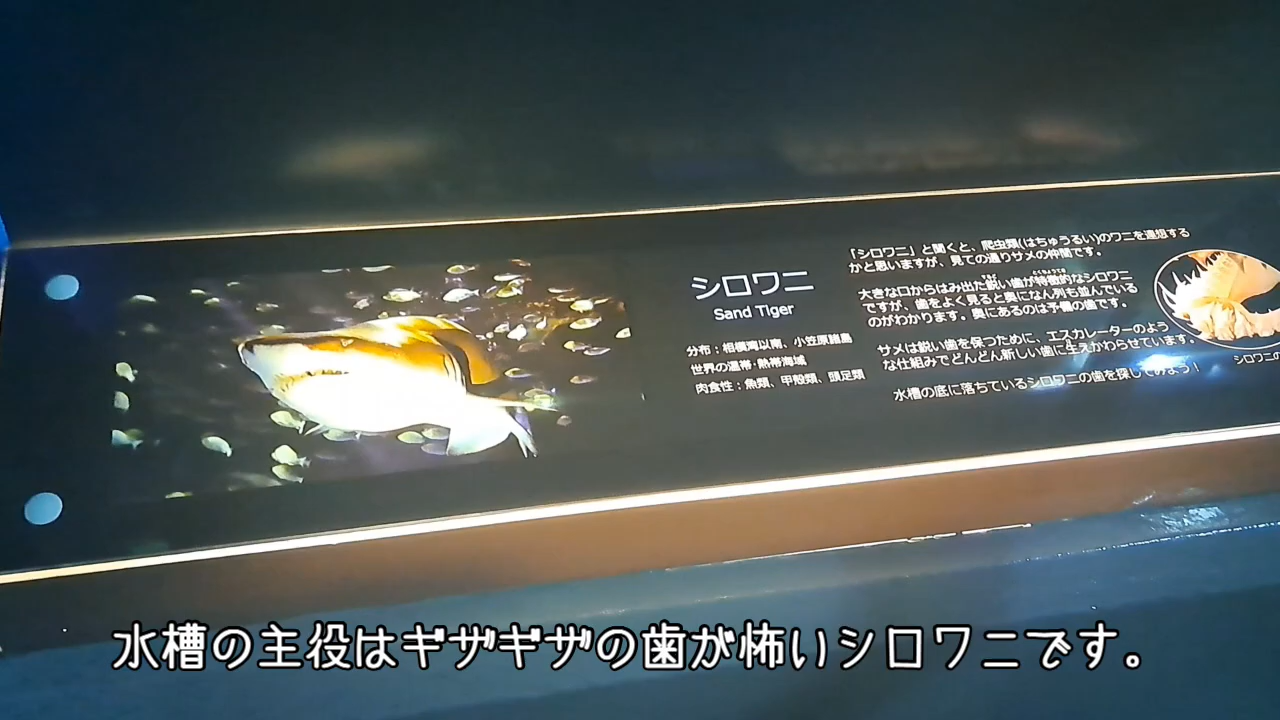 シロワニ
Sand Tiger
分布：相模湾以南、小笠原諸島
世界の温帯・熱帯海域
肉食性：魚類、甲殻類、頭足類
「シロワニ」と聞くと、爬虫類(はちゅうるい)のワニを連想する
かと思いますが、見ての通りサメの仲間です。
大きな口からはみ出た鋭い歯が特徴的なシロワニ
ですが、歯をよく見ると奥になん列も並んでいる
のがわかります。奥にあるのは予備の歯です。
サメは鋭い歯を保つために、エスカレーターのよう
な仕組みでどんどん新しい歯に生えかわらせています。
水槽の底に落ちているシロワニの歯を探してみよう！
シロワニの
水槽の主役はギザギザの歯が怖いシロワニです。